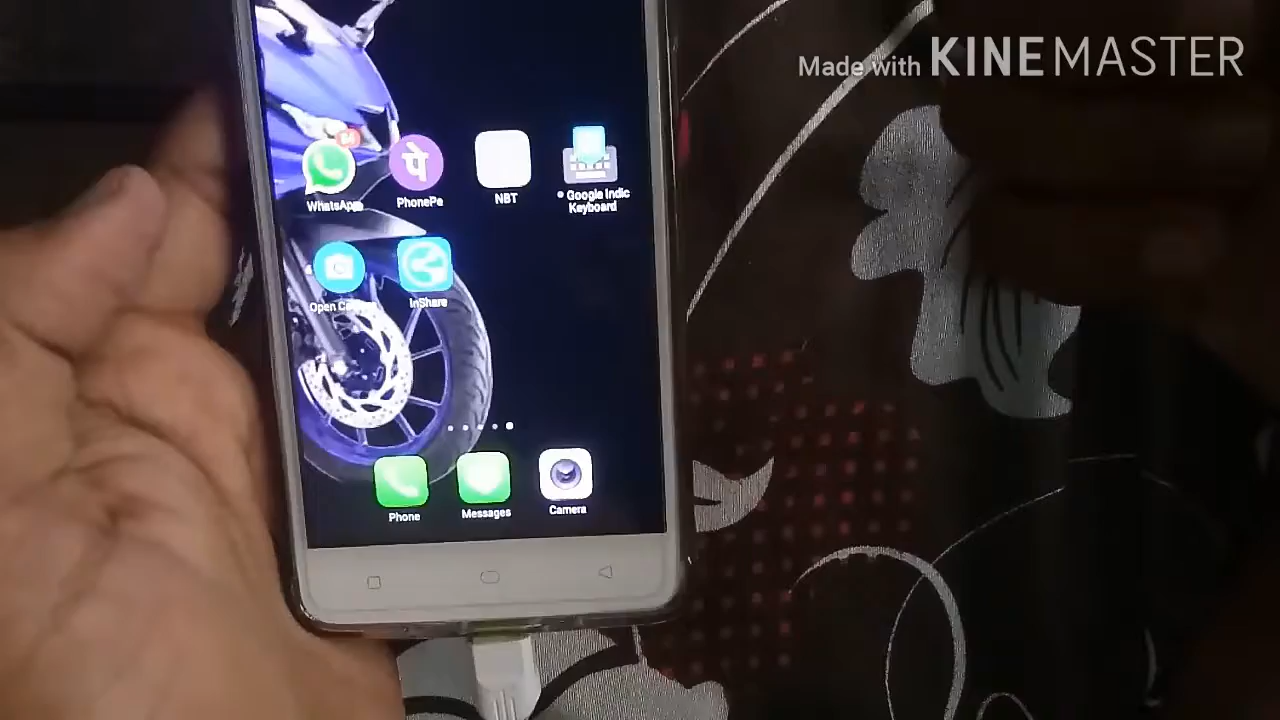 Made with KINEMASTER
WhatsApp
PhonePe
NBT
Google Indic
Keyboard
पे
InShare
Phone
Messages
Camera